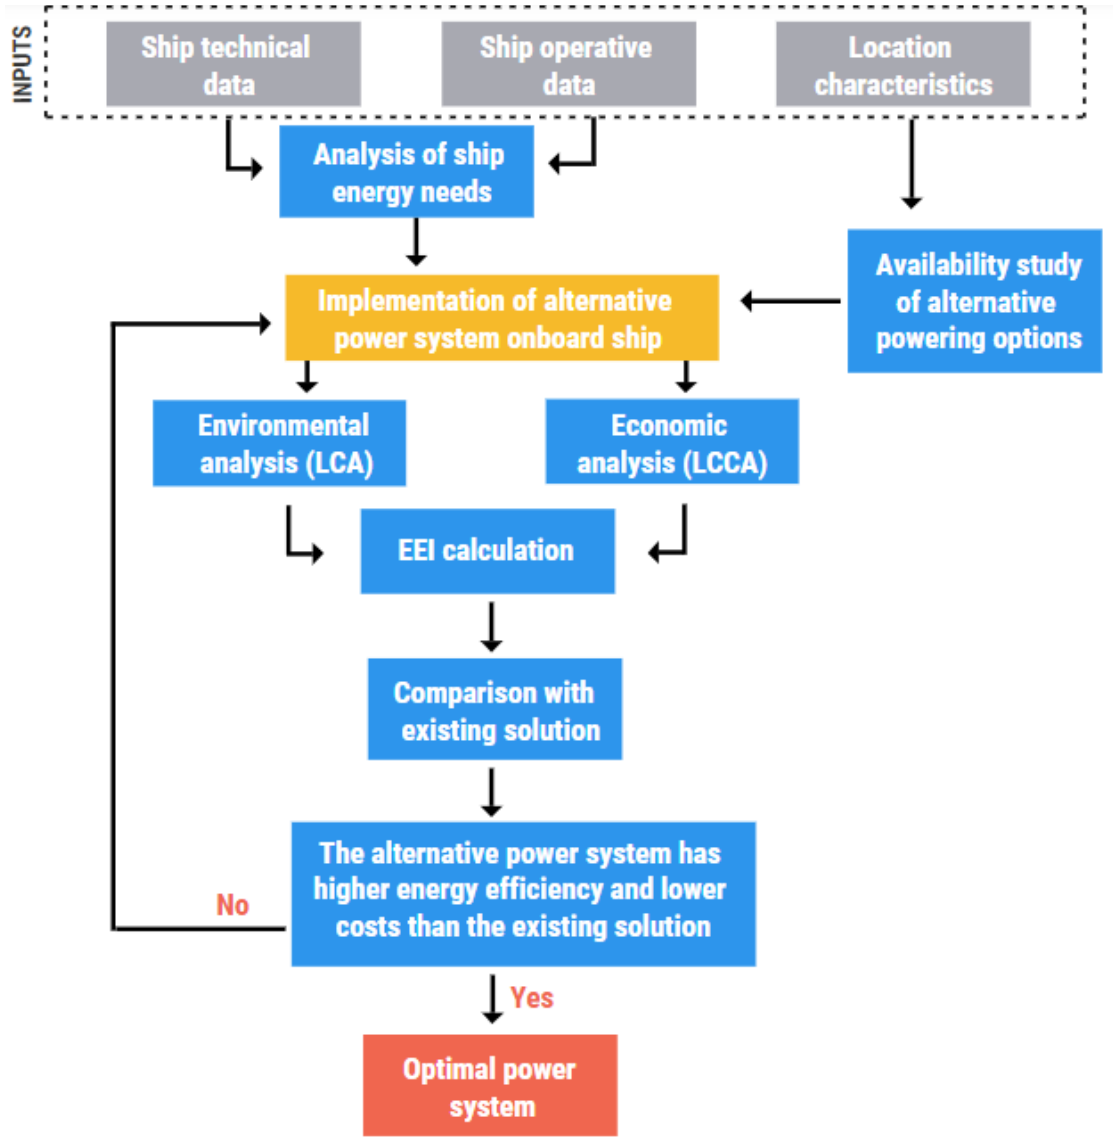 INPUTS
Ship technical
data
Ship operative
data
Location
characteristics
Analysis of ship
energy needs
Availability study
of alternative
powering options
Implementation of alternative
power system onboard ship
Environmental
analysis (LCA)
Economic
analysis (LCCA)
EEI calculation
Comparison with
existing solution
The alternative power system has
higher energy efficiency and lower
costs than the existing solution
No
Yes
Optimal power
system